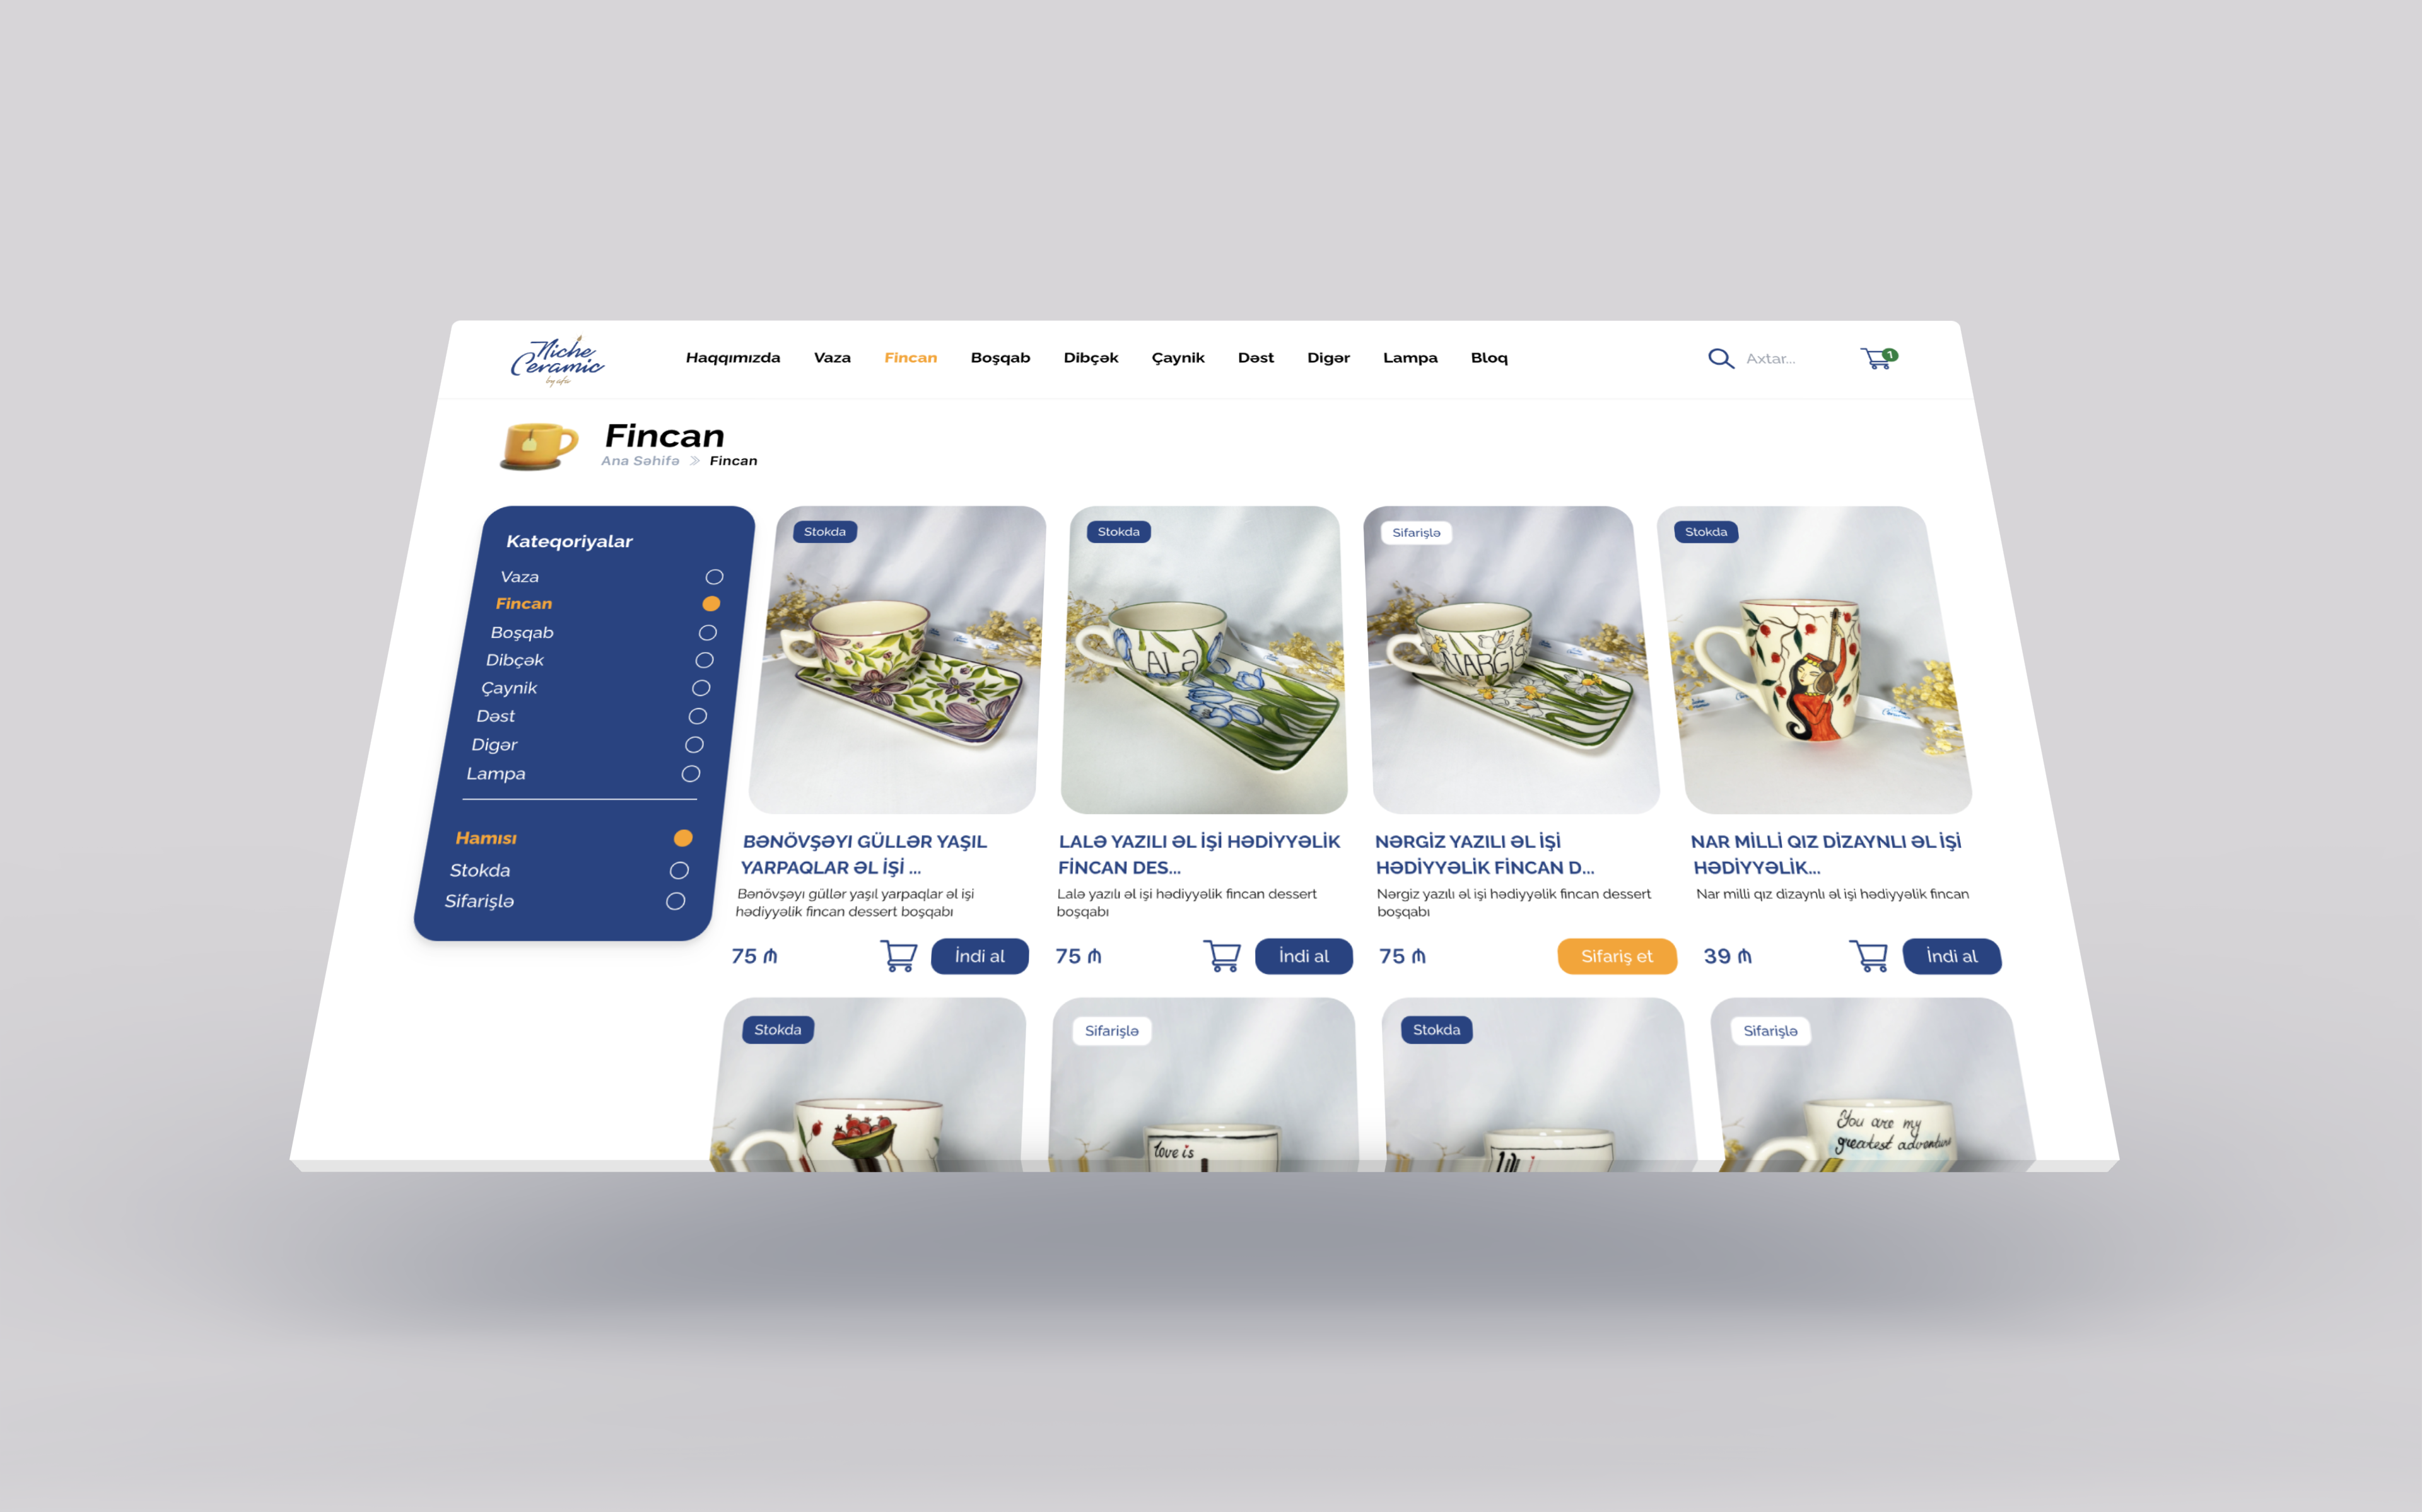 Niche
Ceramic
Haqqımızda
Vaza
Fincan
Boşqab
Dibçək
Çaynik
Dəst
Digər
Lampa
Bloq
Axtar...
1
Fincan
Ana Səhifə » Fincan
Kateqoriyalar
Vaza
Fincan
Boşqab
Dibçək
Çaynik
Dəst
Digər
Lampa
Hamısı
Stokda
Sifarişlə
Stokda
BƏNÖVŞƏYI GÜLLƏR YAŞIL
YARPAQLAR ƏL İŞİ ...
Bənövşəyı güllər yaşıl yarpaqlar əl işi
hədiyyəlik fincan dessert boşqabı
75 ₼
İndi al
Stokda
LALə
LALƏ YAZILI ƏL İŞİ HƏDİYYƏLİK
FİNCAN DES...
Lalə yazılı əl işi hədiyyəlik fincan dessert
boşqabı
75 ₼
İndi al
Sifarişlə
NƏRGİZ YAZILI ƏL İŞİ
HƏDİYYƏLİK FİNCAN D...
Nərgiz yazılı əl işi hədiyyəlik fincan dessert
boşqabı
75 ₼
Sifariş et
Stokda
NAR MİLLİ QIZ DİZAYNLI ƏL İŞİ
HƏDİYYƏLİK...
Nar milli qız dizaynlı əl işi hədiyyəlik fincan
39 ₼
İndi al
Stokda
Sifarişlə
love is
Stokda
Sifarişlə
You are my
greatest adventure